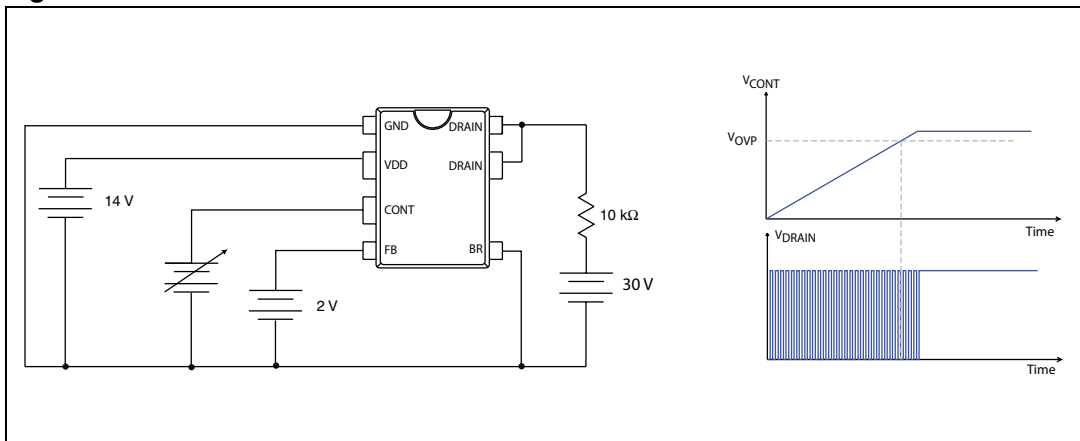 GND
DRAIN
VDD
DRAIN
14 V
CONT
FB
BR
2 V
10 kΩ
30 V
VCONT
VOVP
Time
VDRAIN
Time